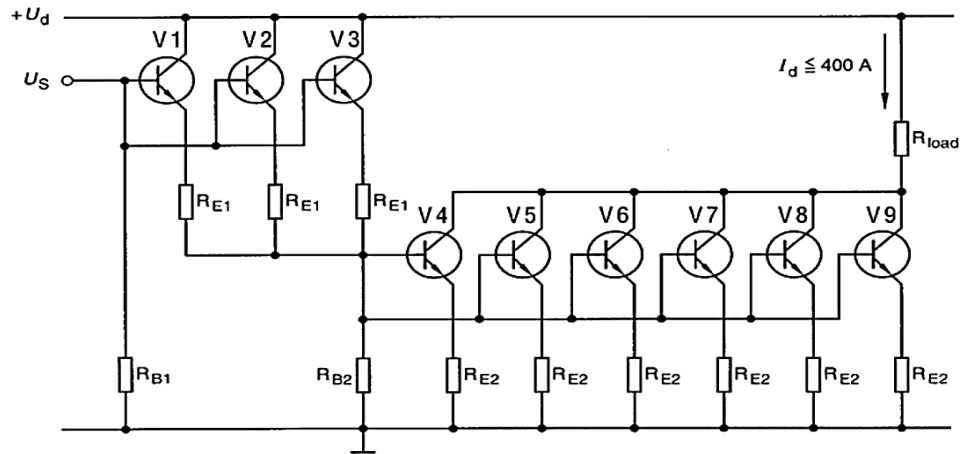 +U_d
V1 V2 V3
U_S
I_d ≦ 400 A
R_load
R_E1 R_E1 R_E1
V4 V5 V6 V7 V8 V9
R_B1 R_B2 R_E2 R_E2 R_E2 R_E2 R_E2 R_E2